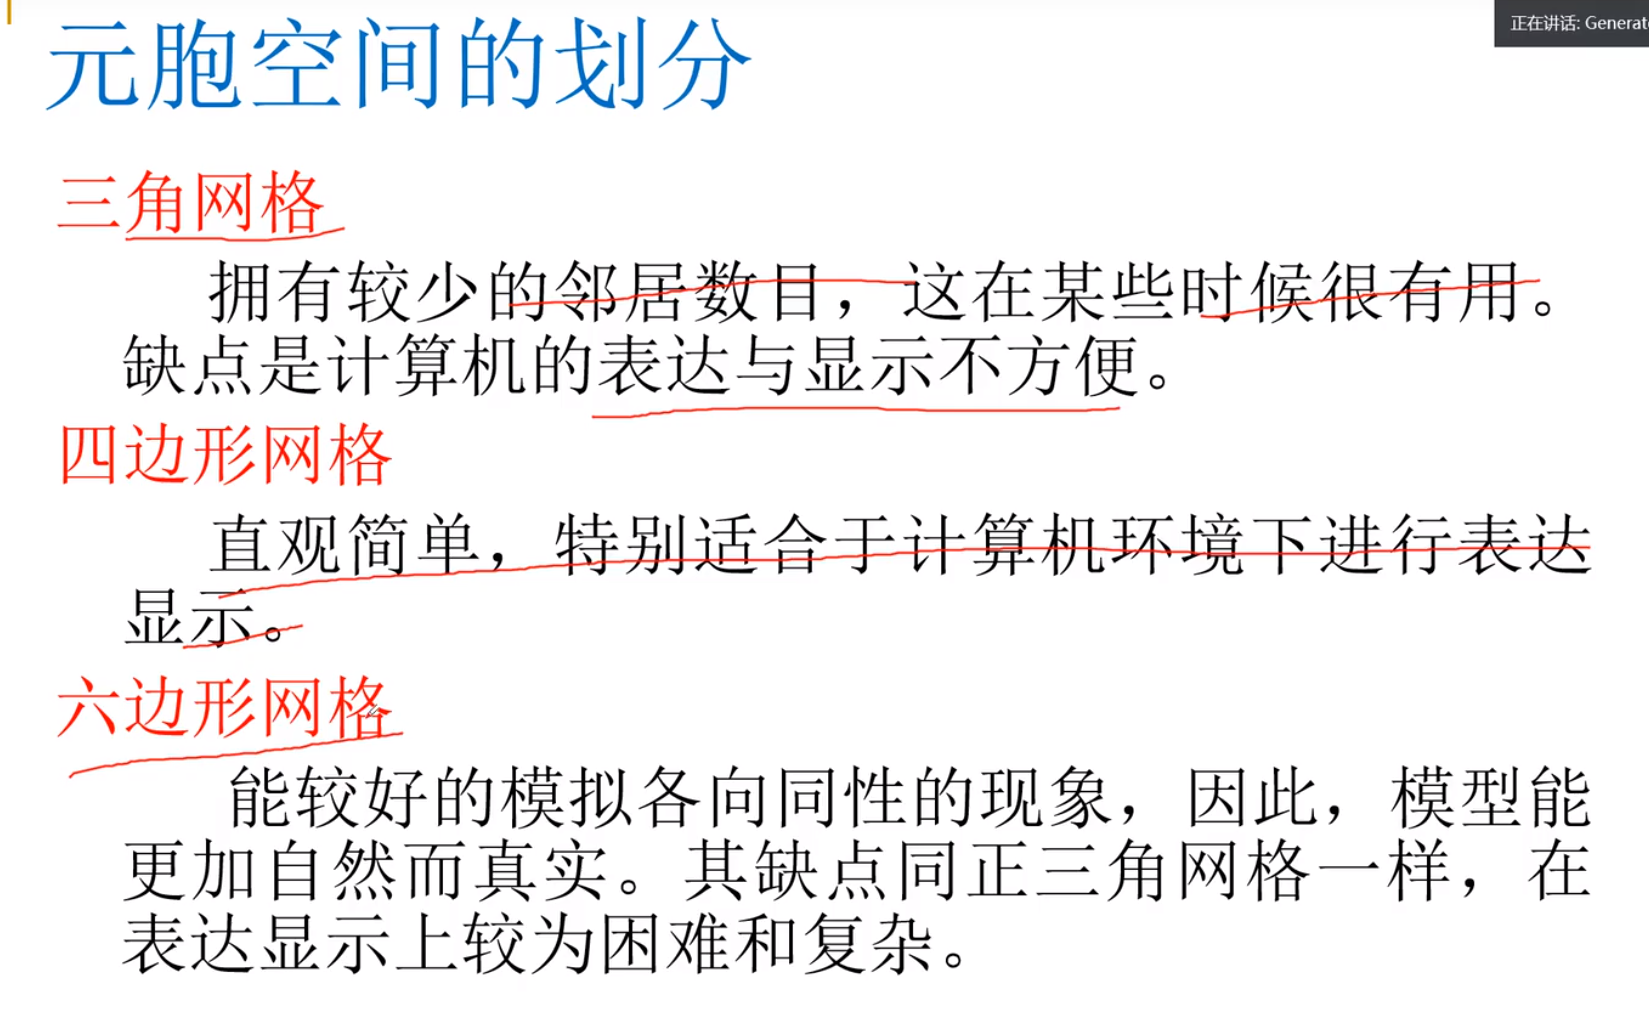 正在讲话: Generat
元胞空间的划分
三角网格
拥有较少的邻居数目，这在某些时候很有用。
缺点是计算机的表达与显示不方便。
四边形网格
直观简单，特别适合于计算机环境下进行表达
显示。
六边形网格
能较好的模拟各向同性的现象，因此，模型能
更加自然而真实。其缺点同正三角网格一样，在
表达显示上较为困难和复杂。